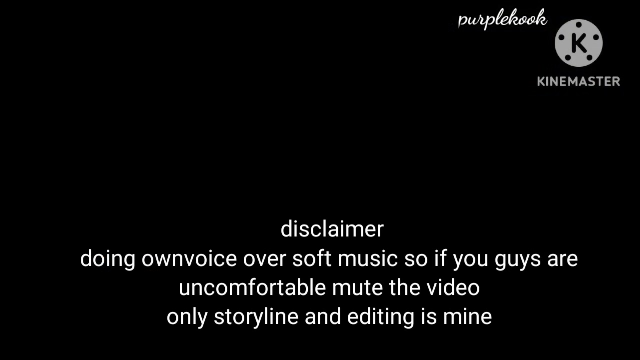 purplekook
K
KINEMASTER
disclaimer
doing ownvoice over soft music so if you guys are
uncomfortable mute the video
only storyline and editing is mine